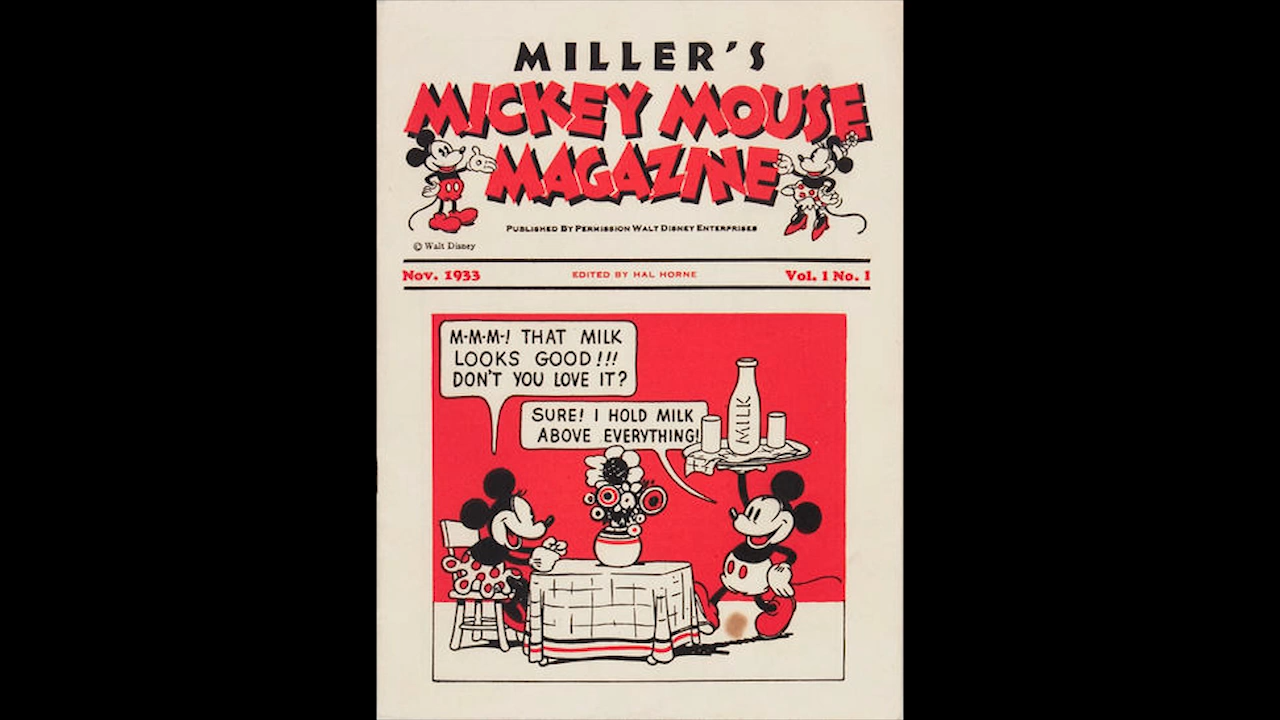 MILLER'S
MICKEY MOUSE
MAGAZINE
PUBLISHED BY PERMISSION WALT DISNEY ENTERPRISES
© Walt Disney
Nov. 1933 EDITED BY HAL HORNE Vol. 1 No. 1
M-M-M-! THAT MILK
LOOKS GOOD!!!
DON'T YOU LOVE IT?
SURE! I HOLD MILK
ABOVE EVERYTHING!
MILK